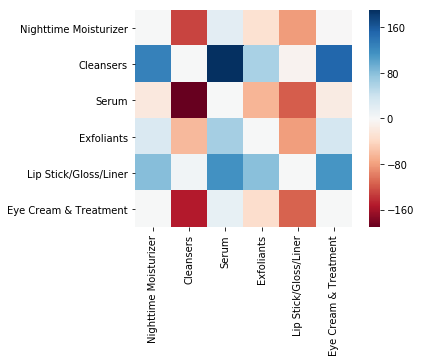 Nighttime Moisturizer
Cleansers
Serum
Exfoliants
Lip Stick/Gloss/Liner
Eye Cream & Treatment
160
80
0
−80
−160
Nighttime Moisturizer
Cleansers
Serum
Exfoliants
Lip Stick/Gloss/Liner
Eye Cream & Treatment